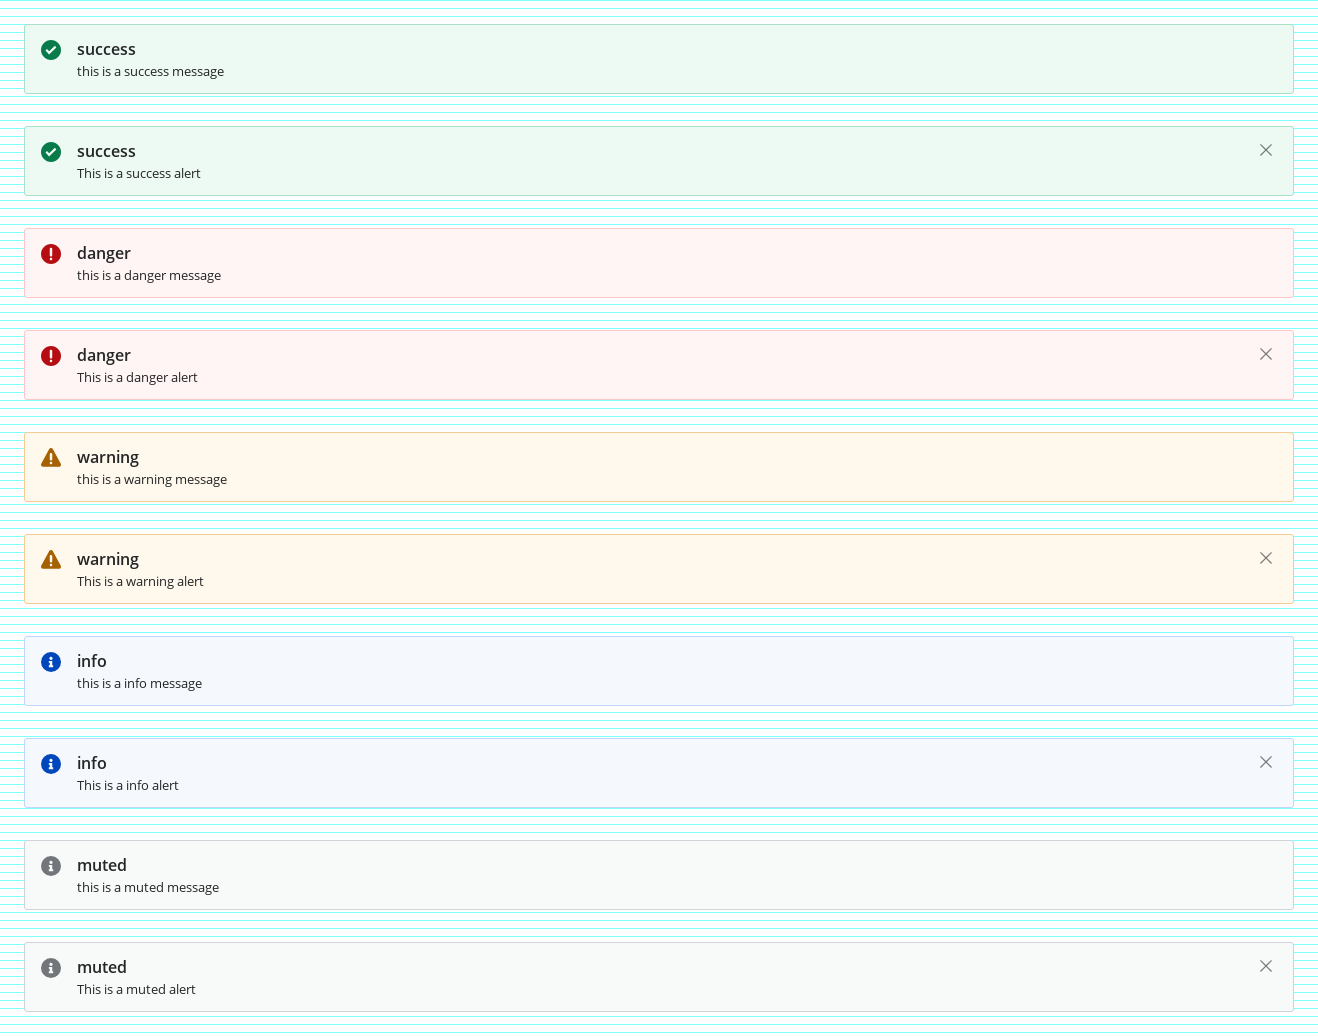 success
this is a success message
success
This is a success alert
danger
this is a danger message
danger
This is a danger alert
warning
this is a warning message
warning
This is a warning alert
info
this is a info message
info
This is a info alert
muted
this is a muted message
muted
This is a muted alert